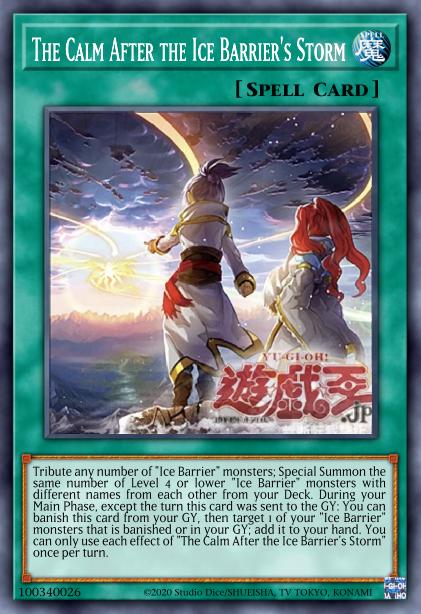 The Calm After the Ice Barrier's Storm
SPELL
魔
[ Spell Card ]
YU-GI-OH!
遊戯王
.jp
Tribute any number of "Ice Barrier" monsters; Special Summon the
same number of Level 4 or lower "Ice Barrier" monsters with
different names from each other from your Deck. During your
Main Phase, except the turn this card was sent to the GY: You can
banish this card from your GY, then target 1 of your "Ice Barrier"
monsters that is banished or in your GY; add it to your hand. You
can only use each effect of "The Calm After the Ice Barrier's Storm"
once per turn.
100340026
©2020 Studio Dice/SHUEISHA, TV TOKYO, KONAMI